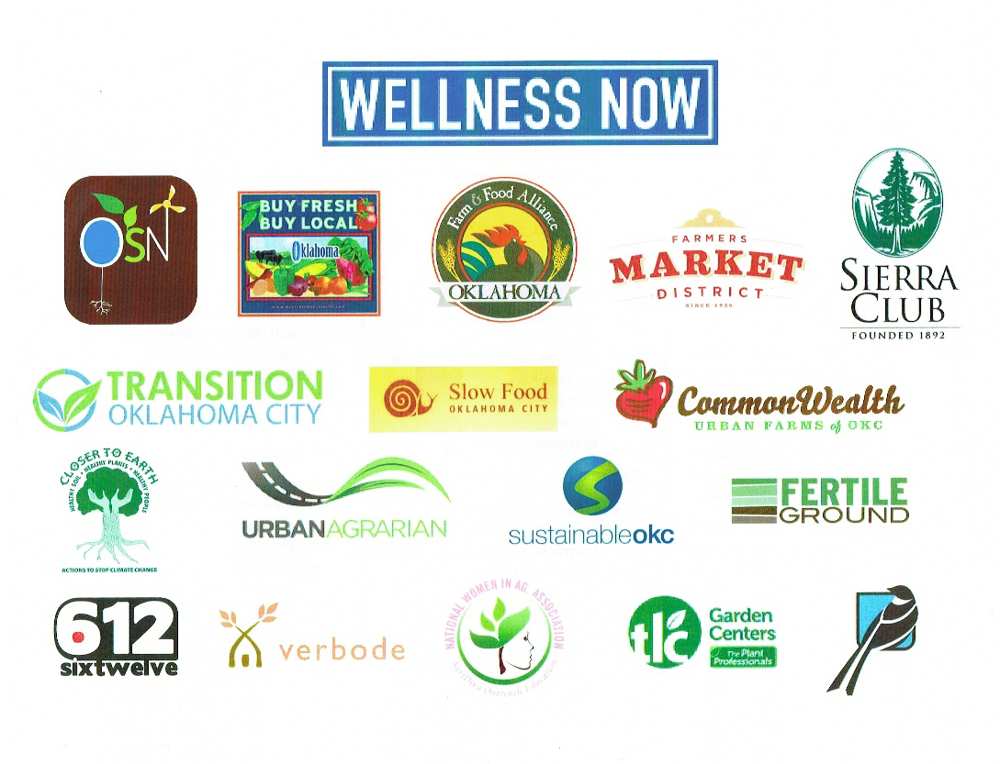 WELLNESS NOW
OSN
BUY FRESH
BUY LOCAL
Oklahoma
Farm & Food Alliance
OKLAHOMA
FARMERS
MARKET
DISTRICT
SIERRA
CLUB
FOUNDED 1892
TRANSITION
OKLAHOMA CITY
Slow Food
OKLAHOMA CITY
CommonWealth
URBAN FARMS of OKC
CLOSER TO EARTH
HEALTHY SOIL • HEALTHY PLANTS • HEALTHY PEOPLE
ACTIONS TO STOP CLIMATE CHANGE
URBANAGRARIAN
sustainableokc
FERTILE
GROUND
612
sixtwelve
verbode
NATIONAL WOMEN IN AG. ASSOCIATION
tlc
Garden
Centers
The Plant
Professionals